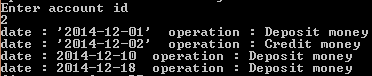 Enter account id
2
date : '2014-12-01'  operation : Deposit money
date : '2014-12-02'  operation : Credit money
date : 2014-12-10  operation : Deposit money
date : 2014-12-18  operation : Deposit money